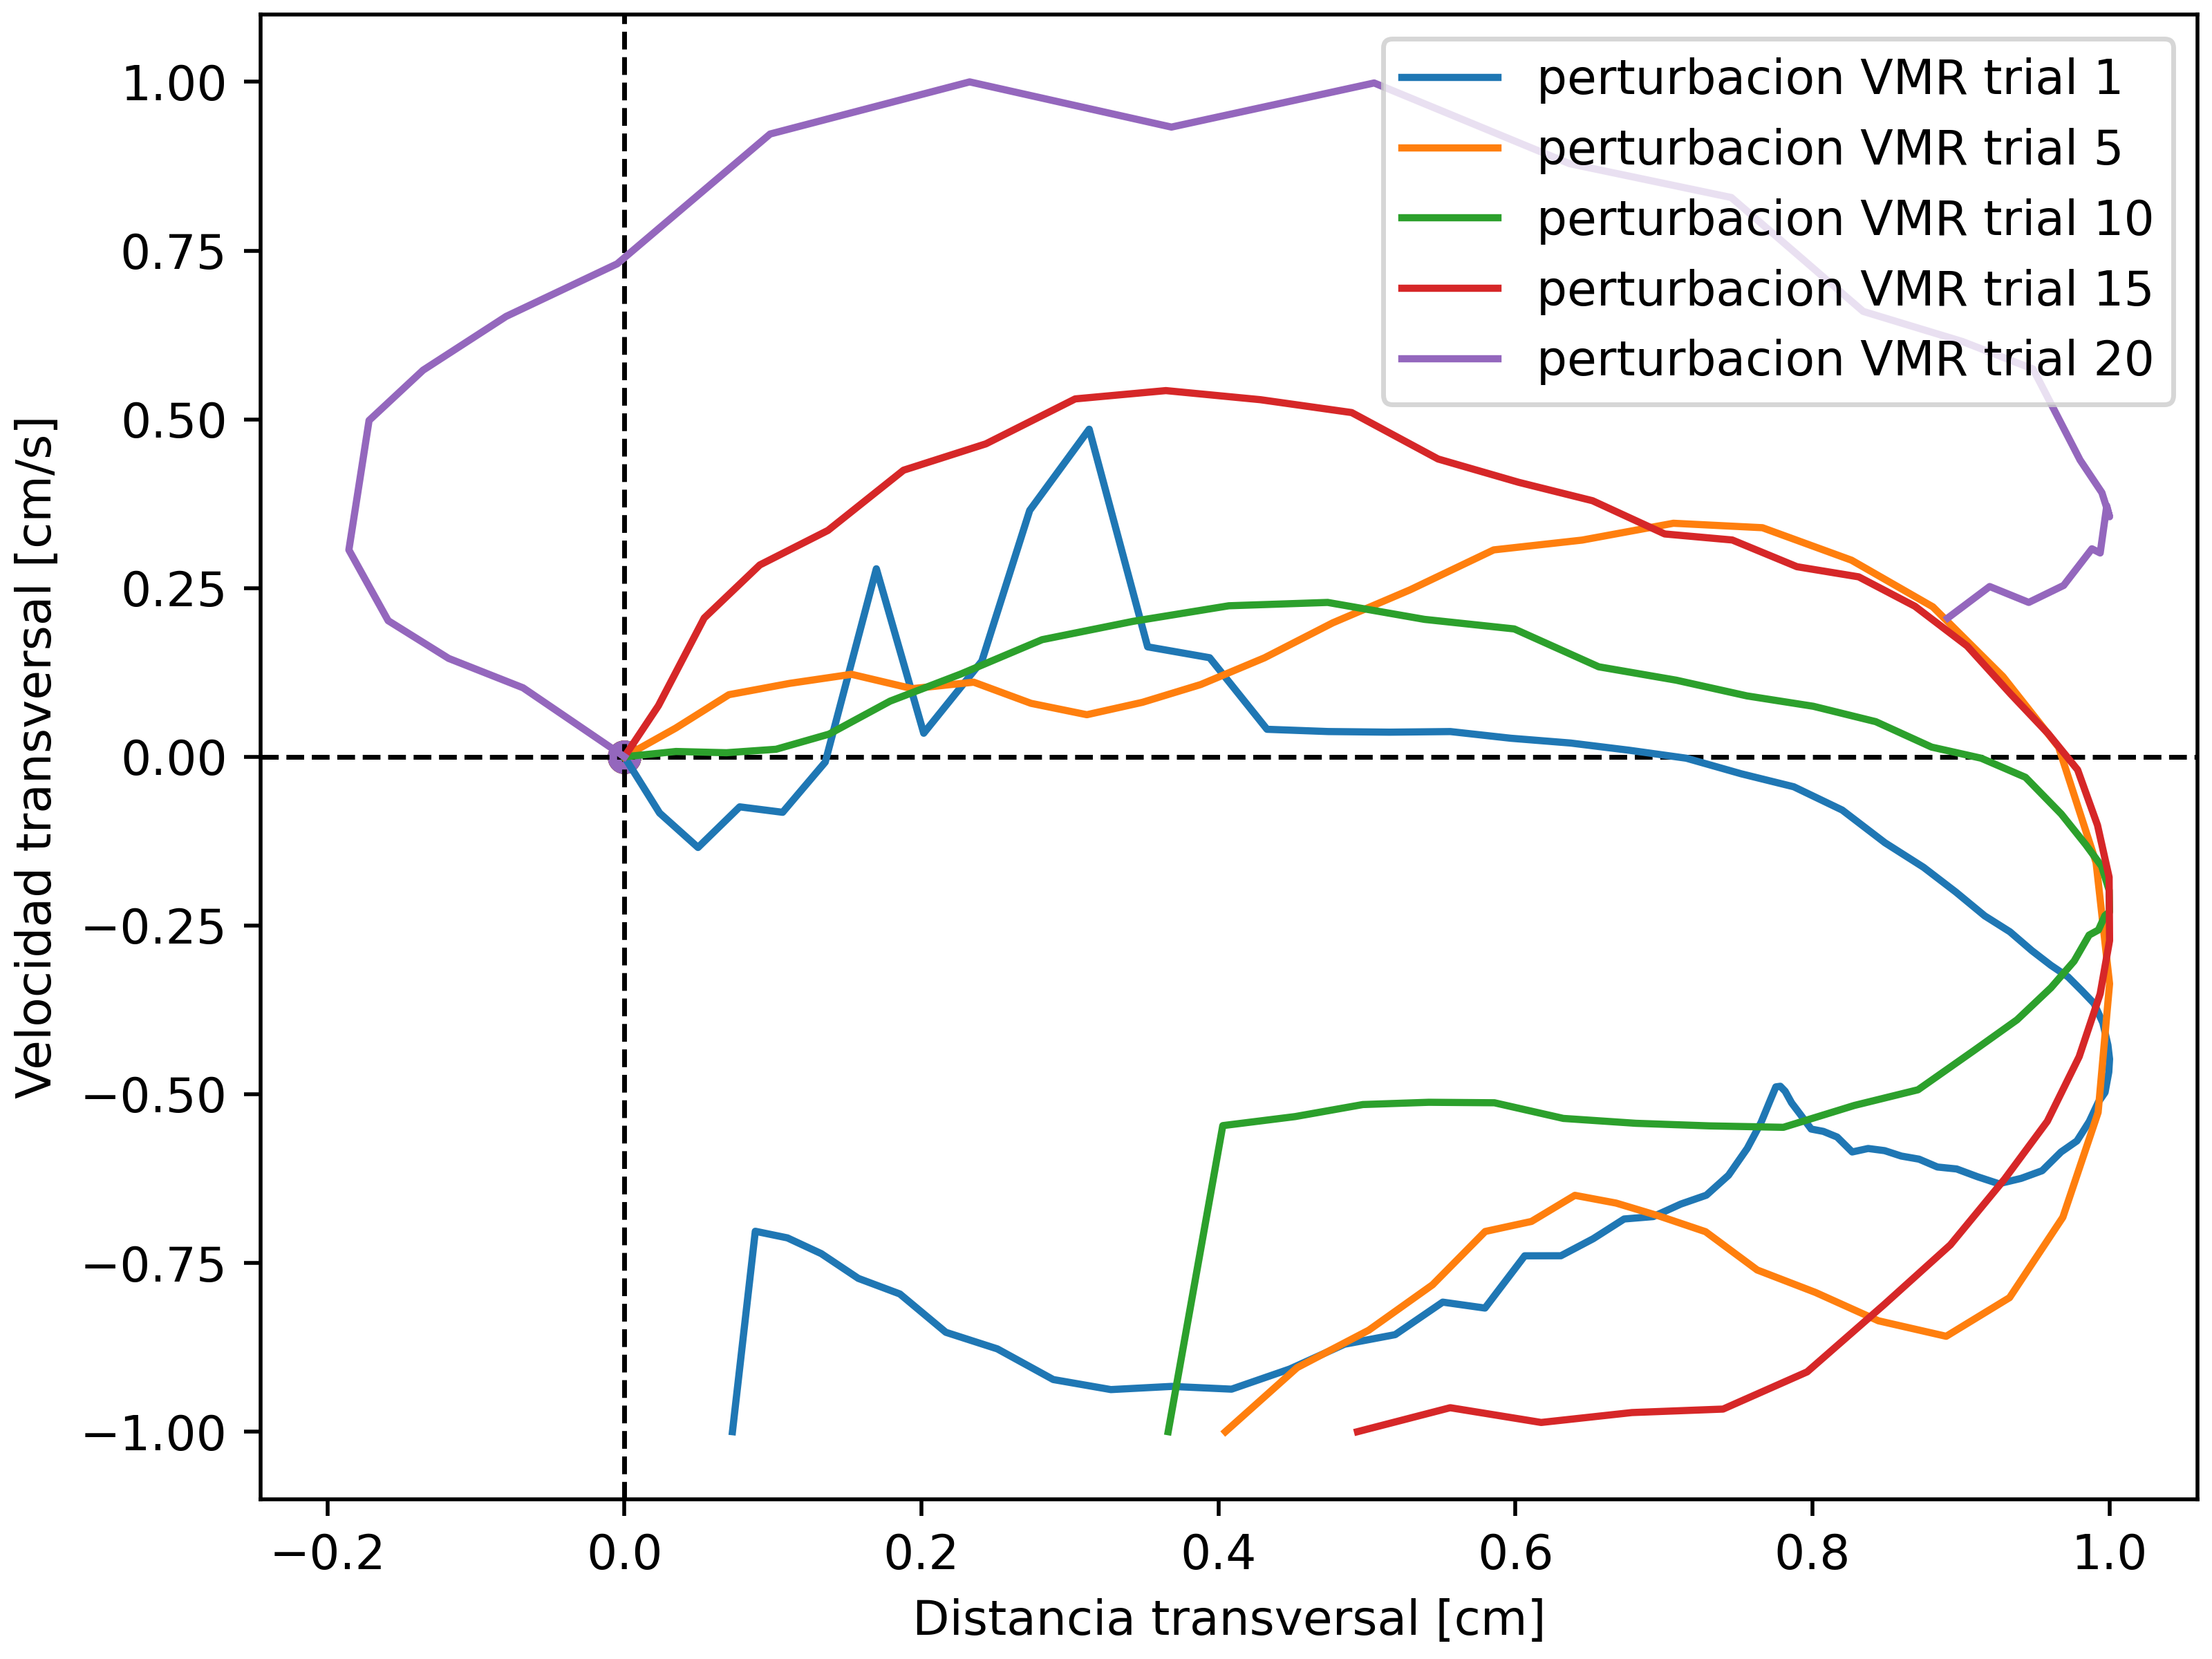 perturbacion VMR trial 1
perturbacion VMR trial 5
perturbacion VMR trial 10
perturbacion VMR trial 15
perturbacion VMR trial 20
Velocidad transversal [cm/s]
1.00
0.75
0.50
0.25
0.00
−0.25
−0.50
−0.75
−1.00
−0.2 0.0 0.2 0.4 0.6 0.8 1.0
Distancia transversal [cm]